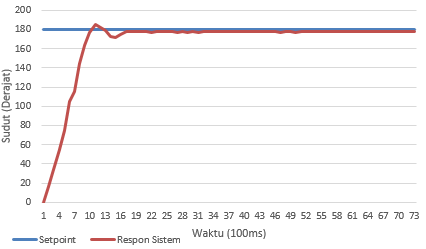 200
180
160
140
120
100
80
60
40
20
0
Sudut (Derajat)
1 4 7 10 13 16 19 22 25 28 31 34 37 40 43 46 49 52 55 58 61 64 67 70 73
Waktu (100ms)
Setpoint Respon Sistem